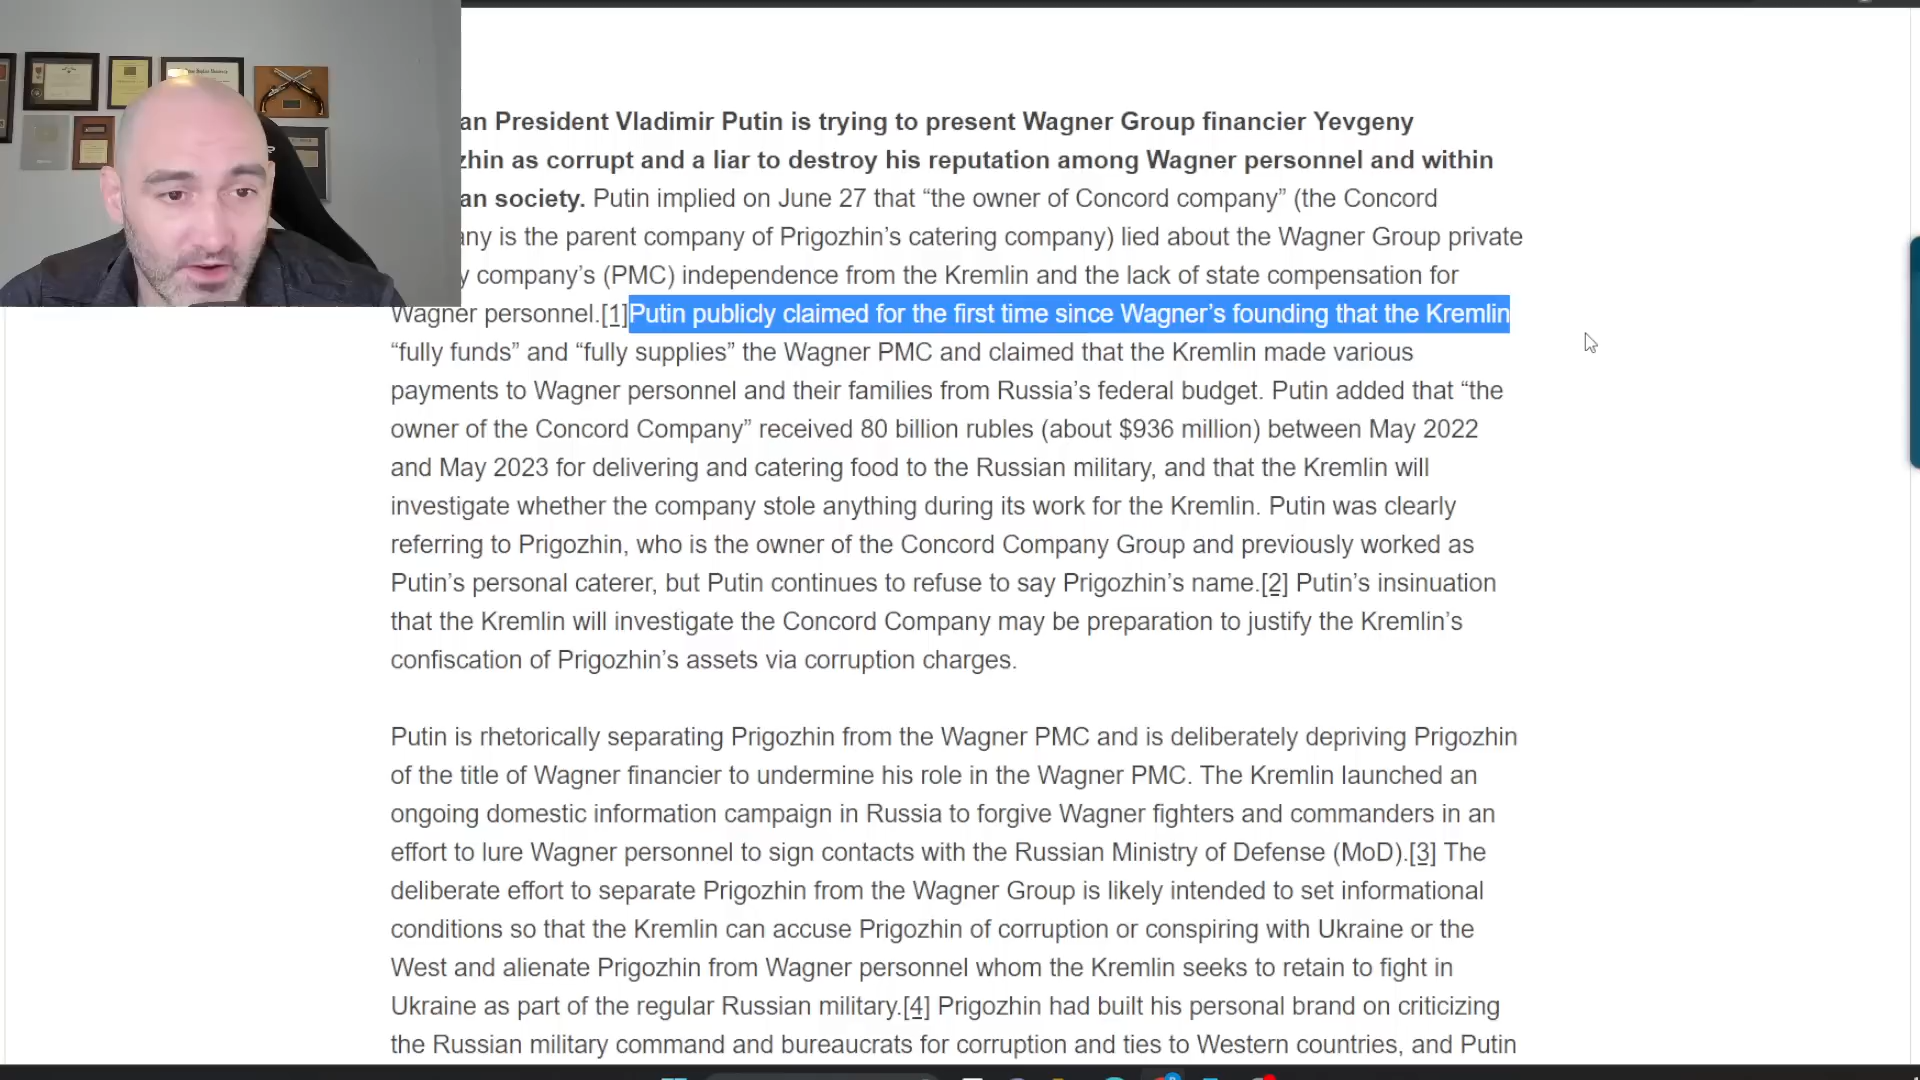 an President Vladimir Putin is trying to present Wagner Group financier Yevgeny
zhin as corrupt and a liar to destroy his reputation among Wagner personnel and within
an society. Putin implied on June 27 that “the owner of Concord company” (the Concord
any is the parent company of Prigozhin’s catering company) lied about the Wagner Group private
y company’s (PMC) independence from the Kremlin and the lack of state compensation for
Wagner personnel.[1]Putin publicly claimed for the first time since Wagner’s founding that the Kremlin
“fully funds” and “fully supplies” the Wagner PMC and claimed that the Kremlin made various
payments to Wagner personnel and their families from Russia’s federal budget. Putin added that “the
owner of the Concord Company” received 80 billion rubles (about $936 million) between May 2022
and May 2023 for delivering and catering food to the Russian military, and that the Kremlin will
investigate whether the company stole anything during its work for the Kremlin. Putin was clearly
referring to Prigozhin, who is the owner of the Concord Company Group and previously worked as
Putin’s personal caterer, but Putin continues to refuse to say Prigozhin’s name.[2] Putin’s insinuation
that the Kremlin will investigate the Concord Company may be preparation to justify the Kremlin’s
confiscation of Prigozhin’s assets via corruption charges.
Putin is rhetorically separating Prigozhin from the Wagner PMC and is deliberately depriving Prigozhin
of the title of Wagner financier to undermine his role in the Wagner PMC. The Kremlin launched an
ongoing domestic information campaign in Russia to forgive Wagner fighters and commanders in an
effort to lure Wagner personnel to sign contacts with the Russian Ministry of Defense (MoD).[3] The
deliberate effort to separate Prigozhin from the Wagner Group is likely intended to set informational
conditions so that the Kremlin can accuse Prigozhin of corruption or conspiring with Ukraine or the
West and alienate Prigozhin from Wagner personnel whom the Kremlin seeks to retain to fight in
Ukraine as part of the regular Russian military.[4] Prigozhin had built his personal brand on criticizing
the Russian military command and bureaucrats for corruption and ties to Western countries, and Putin